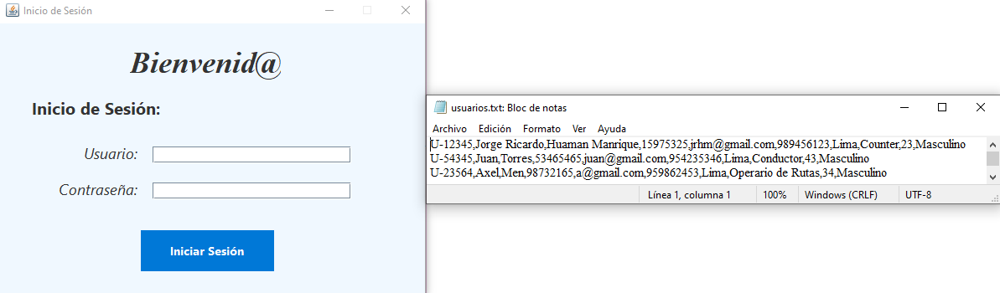 Inicio de Sesión
Bienvenid@
Inicio de Sesión:
Usuario:
Contraseña:
Iniciar Sesión
usuarios.txt: Bloc de notas
Archivo Edición Formato Ver Ayuda
U-12345,Jorge Ricardo,Huaman Manrique,15975325,jrhm@gmail.com,989456123,Lima,Counter,23,Masculino
U-54345,Juan,Torres,53465465,juan@gmail.com,954235346,Lima,Conductor,43,Masculino
U-23564,Axel,Men,98732165,a@gmail.com,959862453,Lima,Operario de Rutas,34,Masculino
Línea 1, columna 1 100% Windows (CRLF) UTF-8